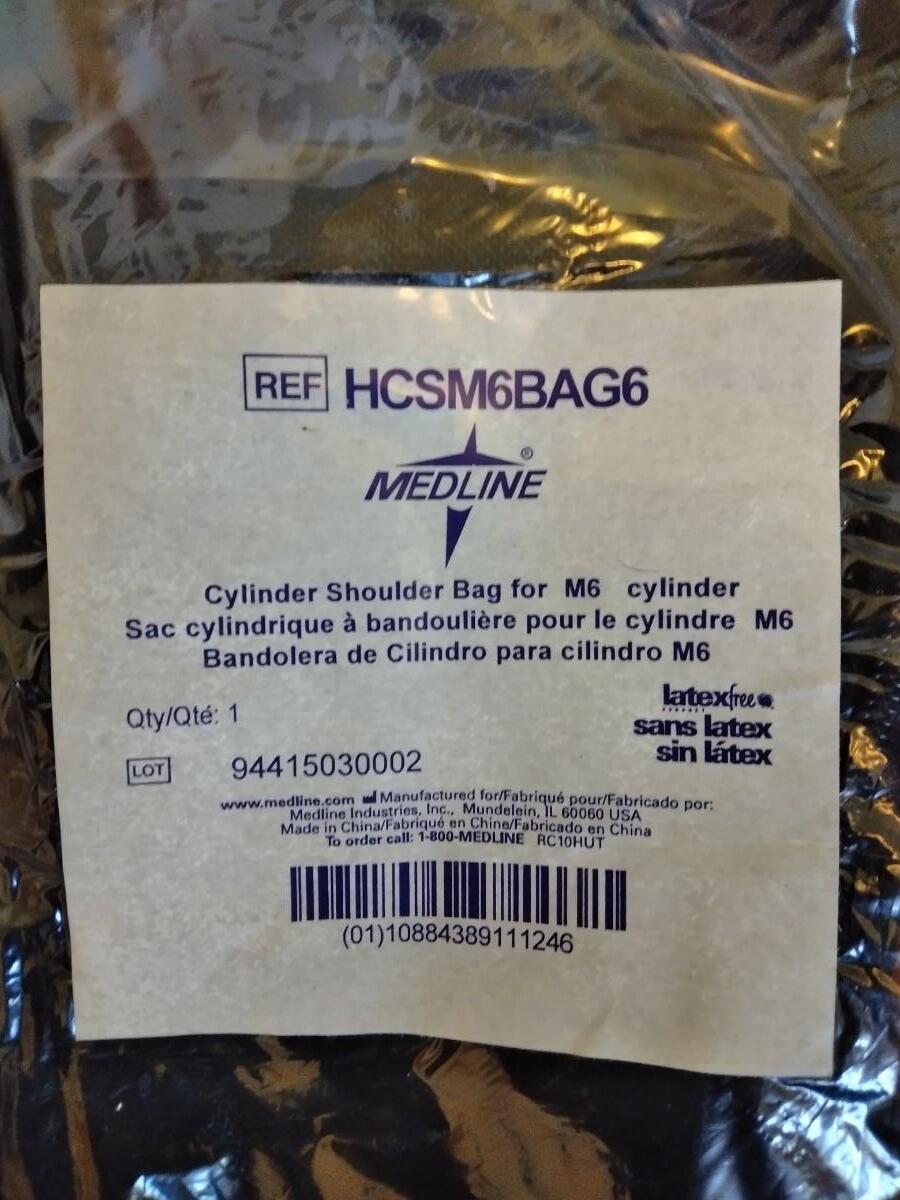 REF HCSM6BAG6
MEDLINE®
Cylinder Shoulder Bag for M6 cylinder
Sac cylindrique à bandoulière pour le cylindre M6
Bandolera de Cilindro para cilindro M6
Qty/Qté: 1
latexfree
sans latex
sin látex
LOT 94415030002
www.medline.com Manufactured for/Fabriqué pour/Fabricado por:
Medline Industries, Inc., Mundelein, IL 60060 USA
Made in China/Fabriqué en Chine/Fabricado en China
To order call: 1-800-MEDLINE RC10HUT
(01)10884389111246